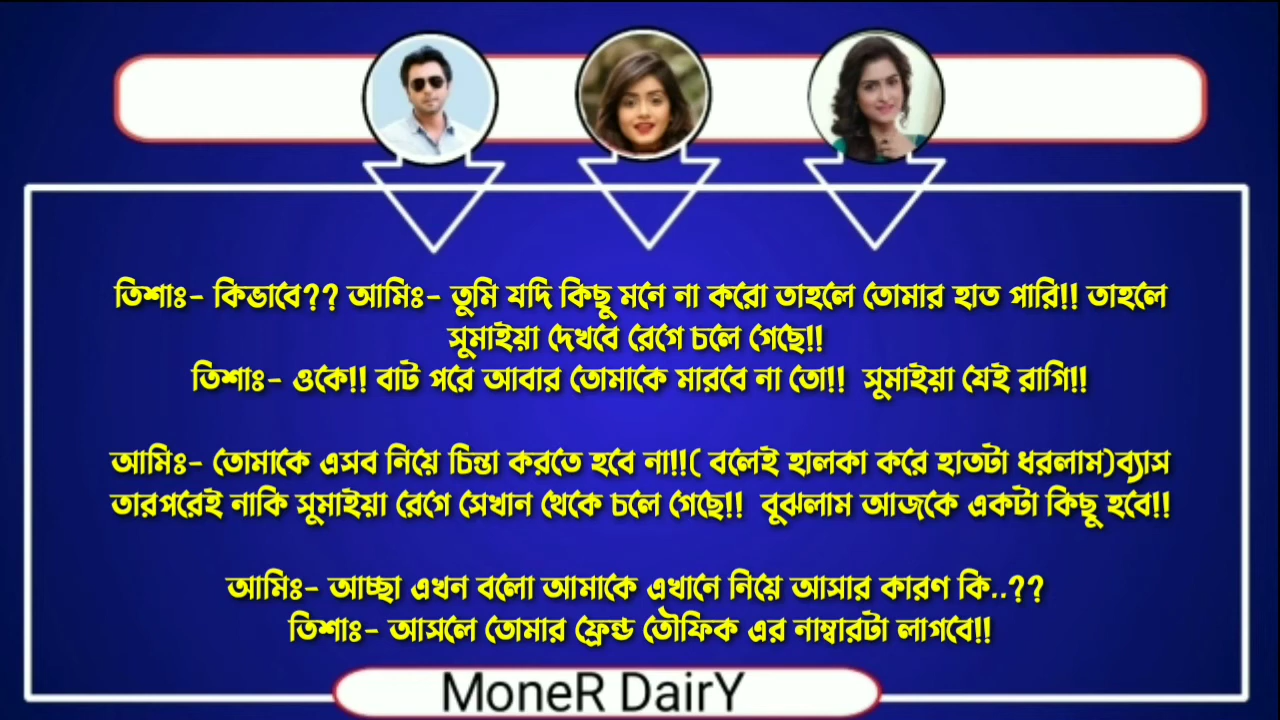 তিশাঃ- কিভাবে?? আমিঃ- তুমি যদি কিছু মনে না করো তাহলে তোমার হাত পারি!! তাহলে
সুমাইয়া দেখবে রেগে চলে গেছে!!
তিশাঃ- ওকে!! বাট পরে আবার তোমাকে মারবে না তো!! সুমাইয়া যেই রাগি!!
আমিঃ- তোমাকে এসব নিয়ে চিন্তা করতে হবে না!!( বলেই হালকা করে হাতটা ধরলাম)ব্যাস
তারপরেই নাকি সুমাইয়া রেগে সেখান থেকে চলে গেছে!! বুঝলাম আজকে একটা কিছু হবে!!
আমিঃ- আচ্ছা এখন বলো আমাকে এখানে নিয়ে আসার কারণ কি..??
তিশাঃ- আসলে তোমার ফ্রেন্ড তৌফিক এর নাম্বারটা লাগবে!!
MoneR DairY